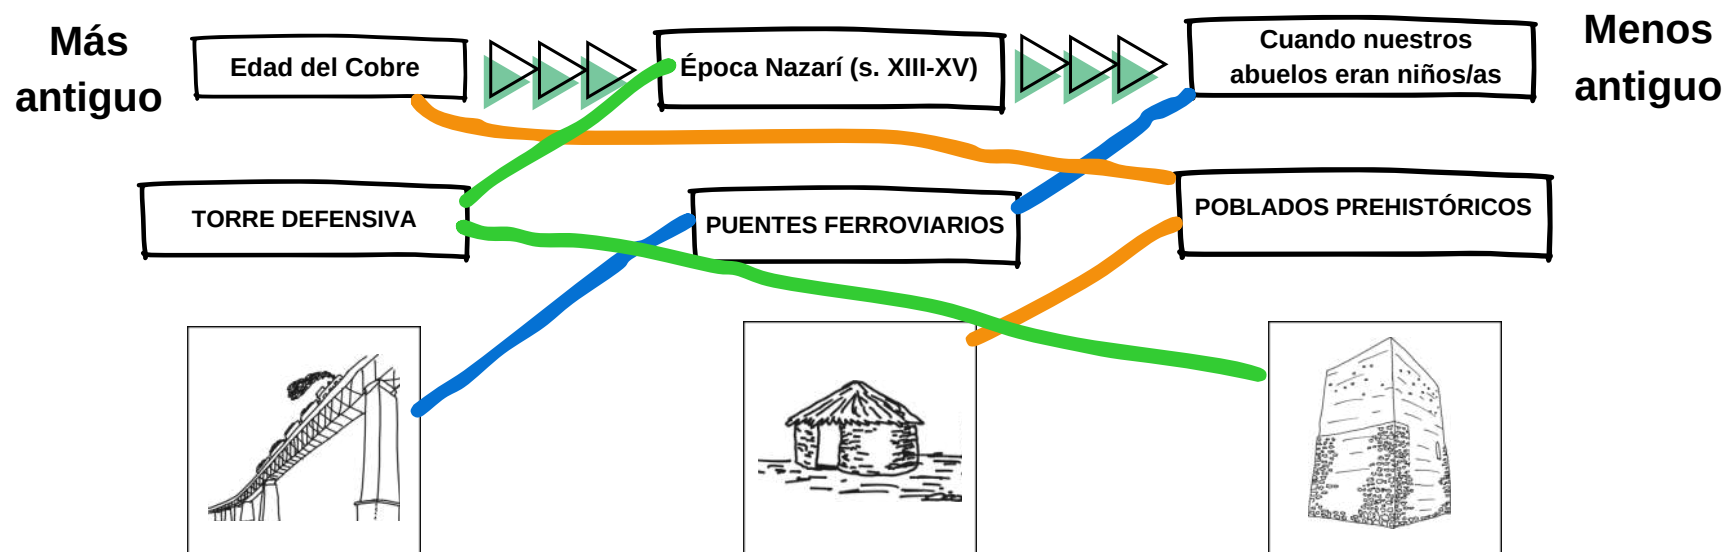 Más
antiguo
Edad del Cobre
Época Nazarí (s. XIII-XV)
Cuando nuestros
abuelos eran niños/as
Menos
antiguo
TORRE DEFENSIVA
PUENTES FERROVIARIOS
POBLADOS PREHISTÓRICOS